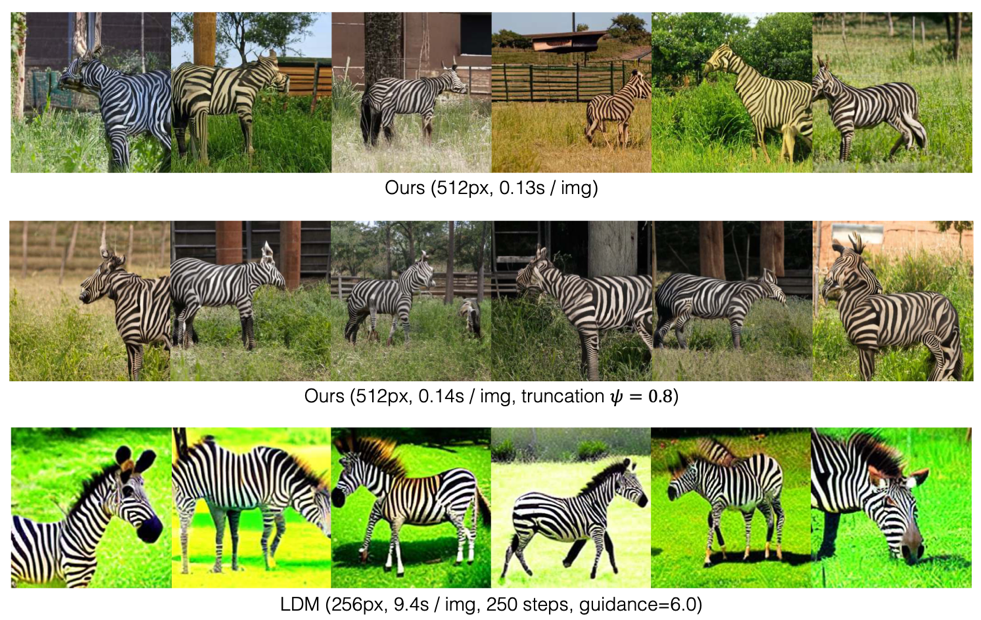 Ours (512px, 0.13s / img)
Ours (512px, 0.14s / img, truncation ψ = 0.8)
LDM (256px, 9.4s / img, 250 steps, guidance=6.0)